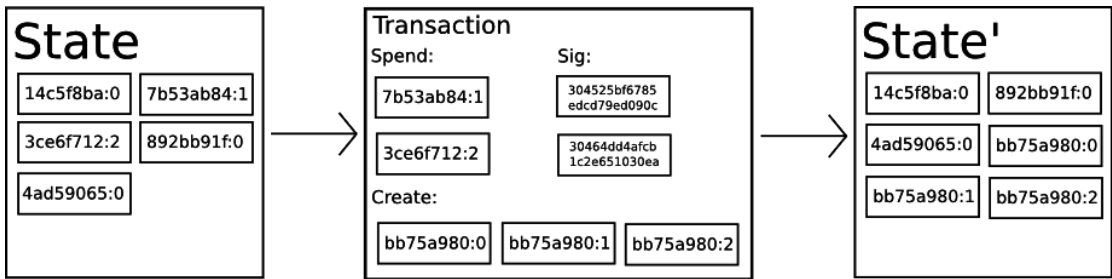 State
14c5f8ba:0 7b53ab84:1
3ce6f712:2 892bb91f:0
4ad59065:0
Transaction
Spend: Sig:
7b53ab84:1
304525bf6785
edcd79ed090c
3ce6f712:2
30464dd4afcb
1c2e651030ea
Create:
bb75a980:0 bb75a980:1 bb75a980:2
State'
14c5f8ba:0 892bb91f:0
4ad59065:0 bb75a980:0
bb75a980:1 bb75a980:2